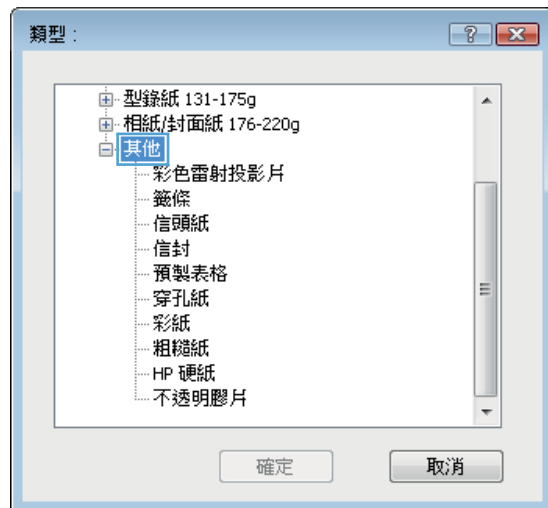 類型：
型錄紙 131-175g
相紙/封面紙 176-220g
其他
彩色雷射投影片
籤條
信頭紙
信封
預製表格
穿孔紙
彩紙
粗糙紙
HP 硬紙
不透明膠片
確定
取消